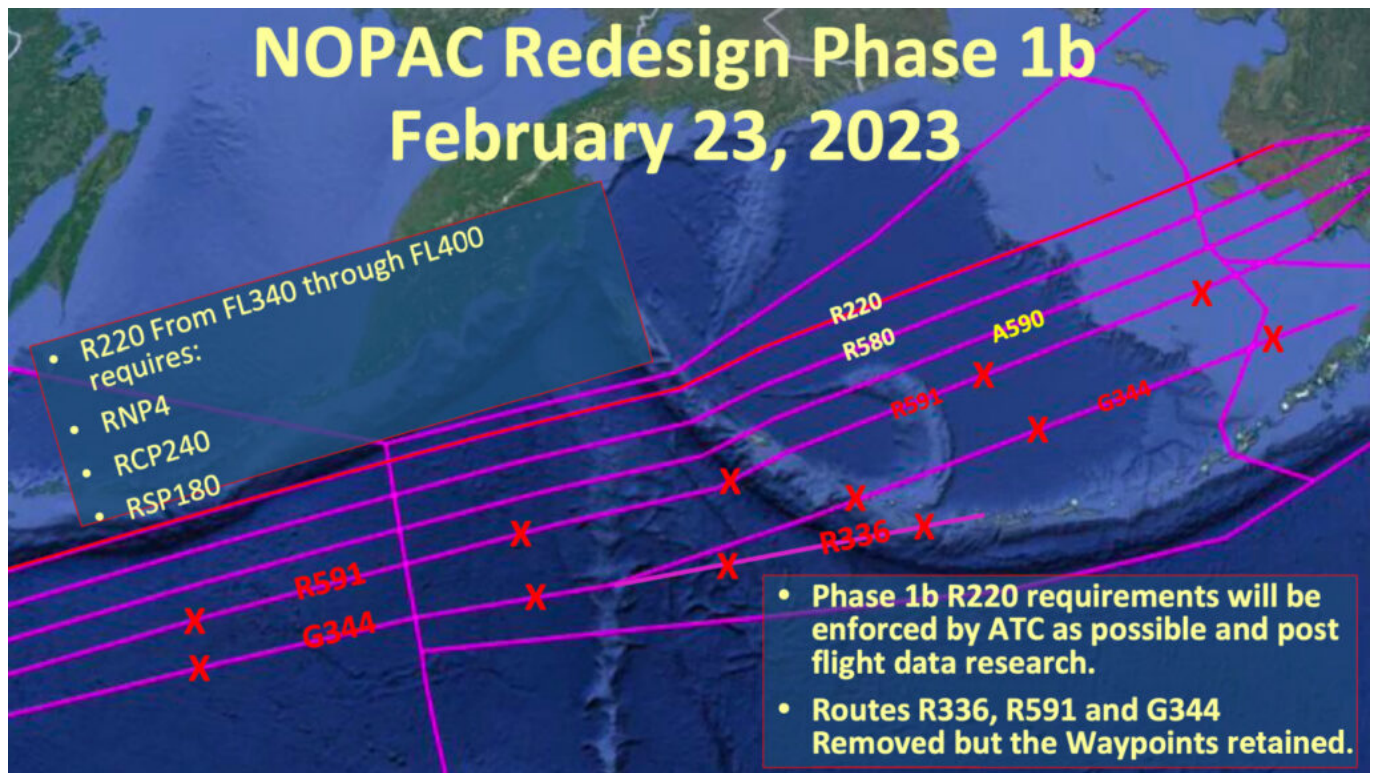 NOPAC Redesign Phase 1b
February 23, 2023
• R220 From FL340 through FL400
requires:
• RNP4
• RCP240
• RSP180
R220
R580
A590
X
X
R591
X
G344
X
X
X
X
R336
X
X
X
R591
X
X
G344
X
• Phase 1b R220 requirements will be
enforced by ATC as possible and post
flight data research.
• Routes R336, R591 and G344
Removed but the Waypoints retained.